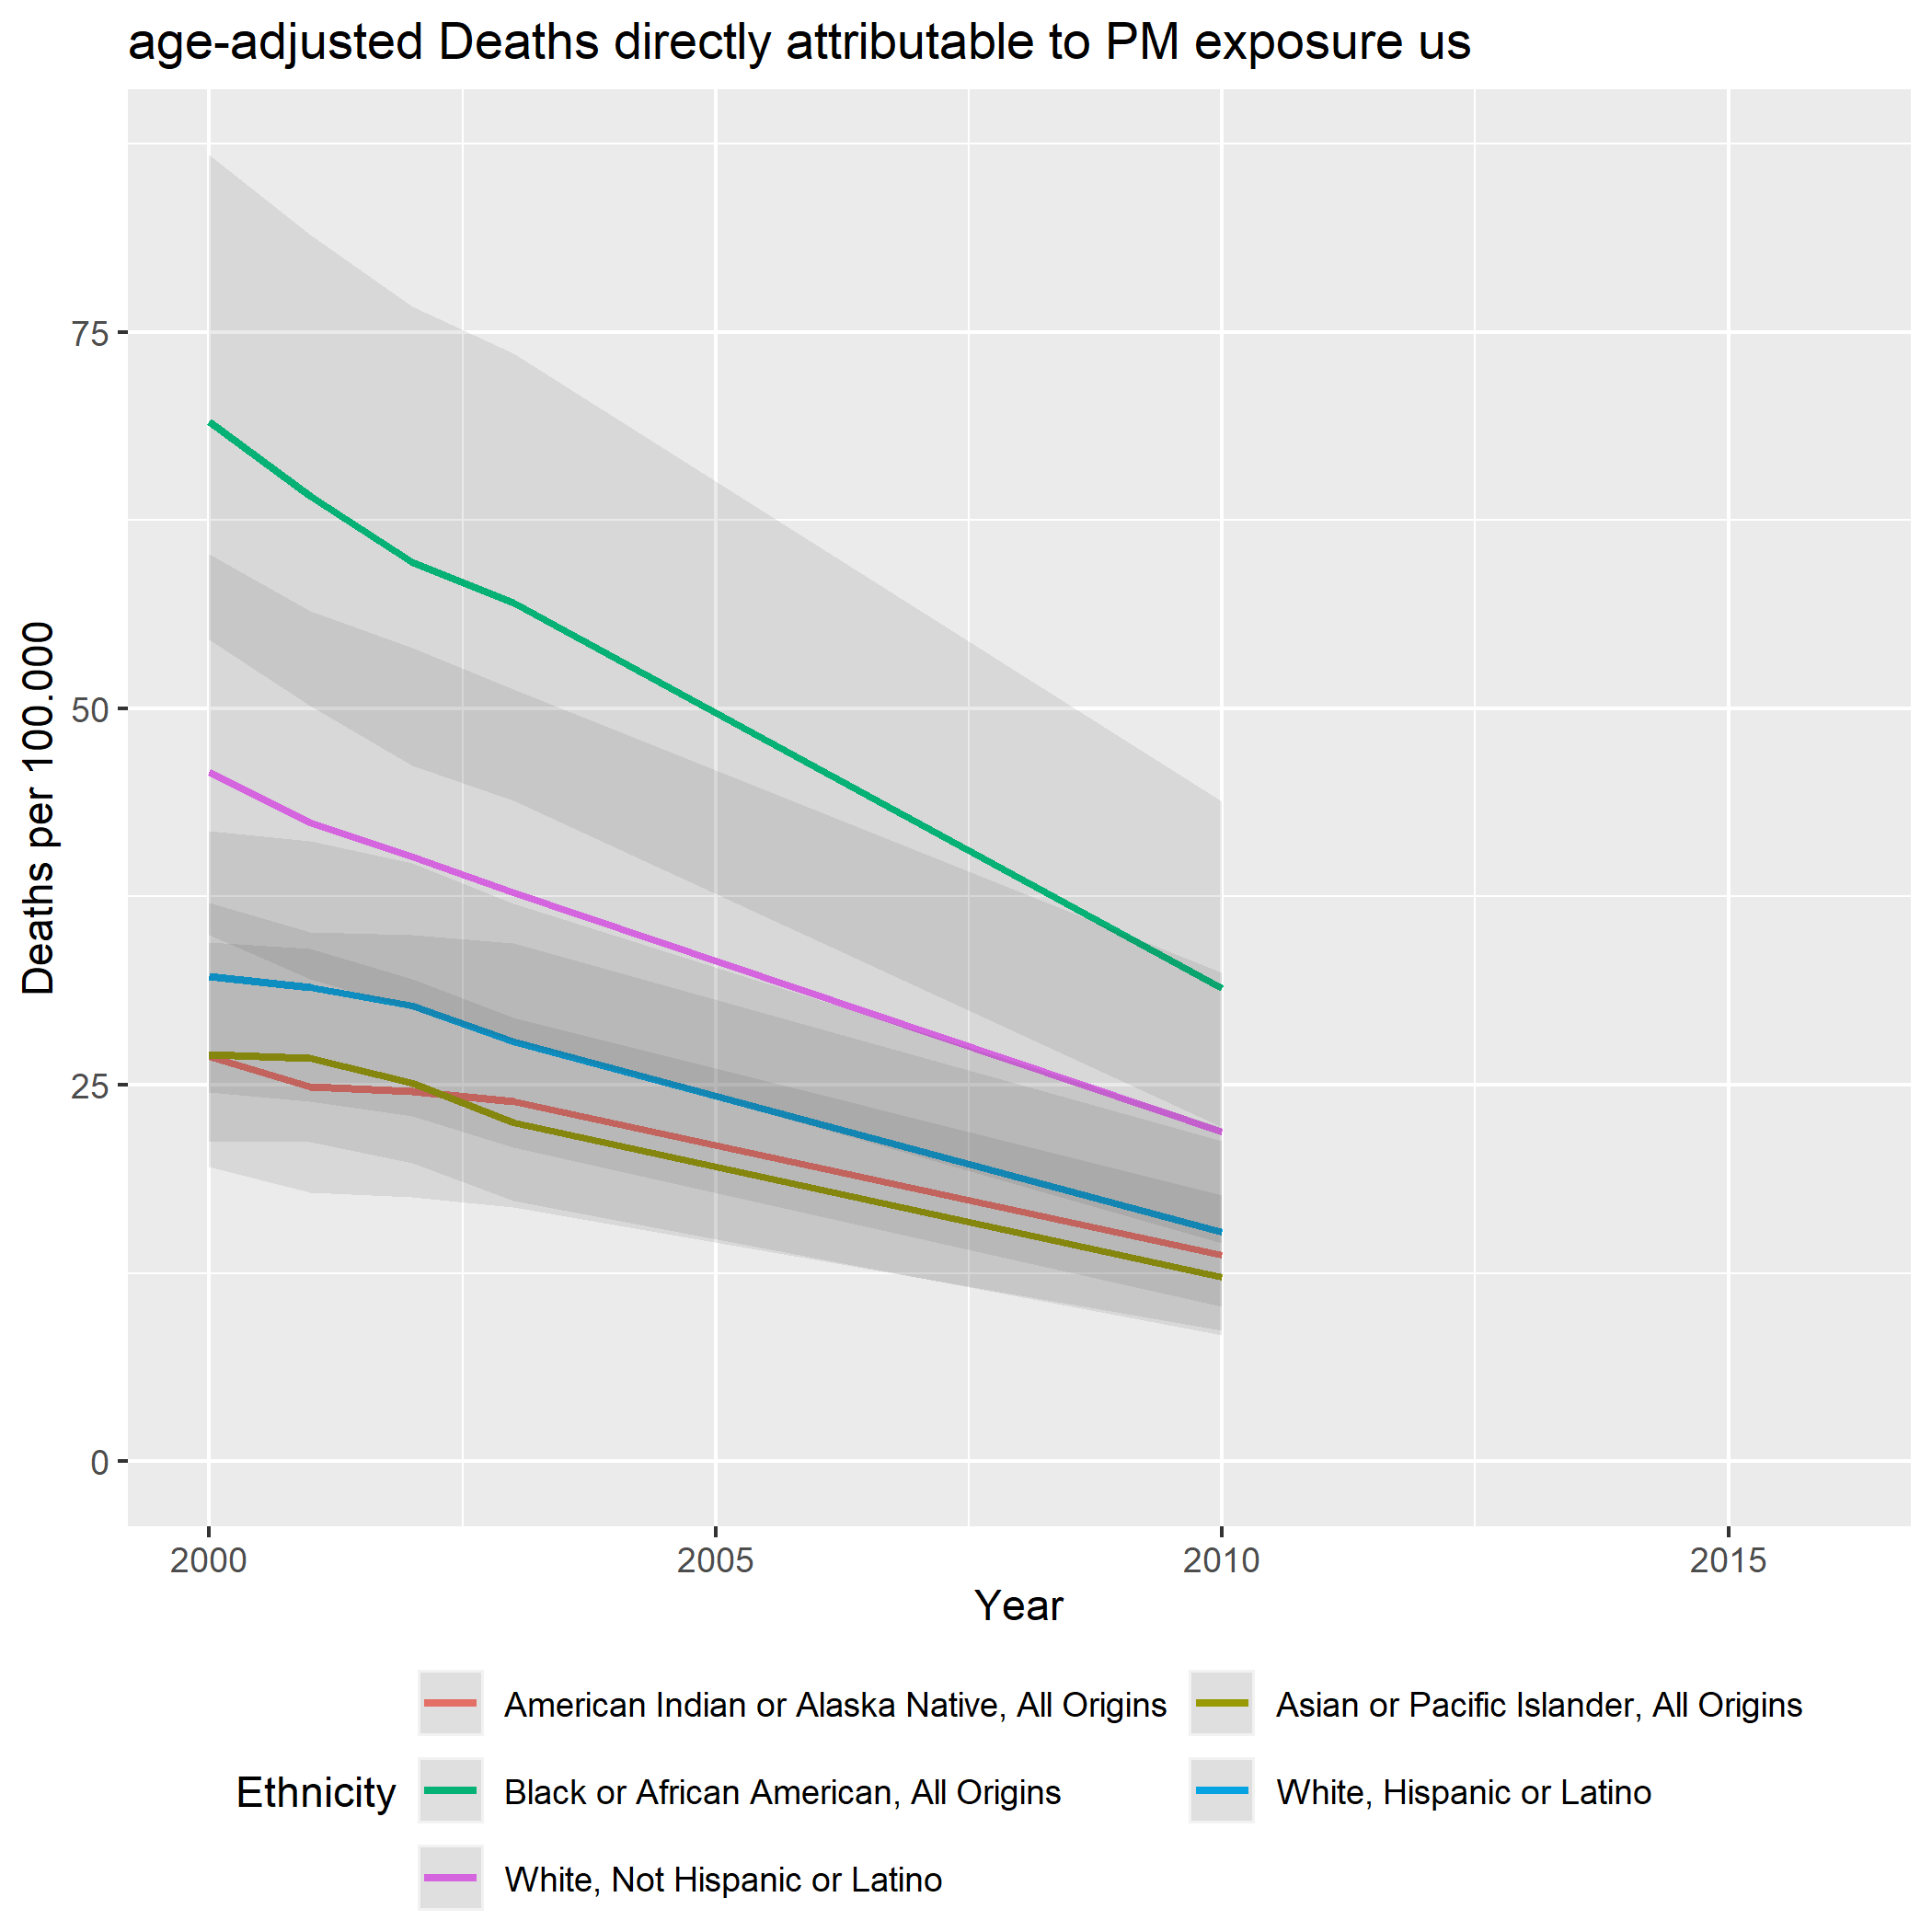 age-adjusted Deaths directly attributable to PM exposure us
Deaths per 100.000
75
50
25
0
2000 2005 2010 2015
Year
Ethnicity
American Indian or Alaska Native, All Origins
Asian or Pacific Islander, All Origins
Black or African American, All Origins
White, Hispanic or Latino
White, Not Hispanic or Latino